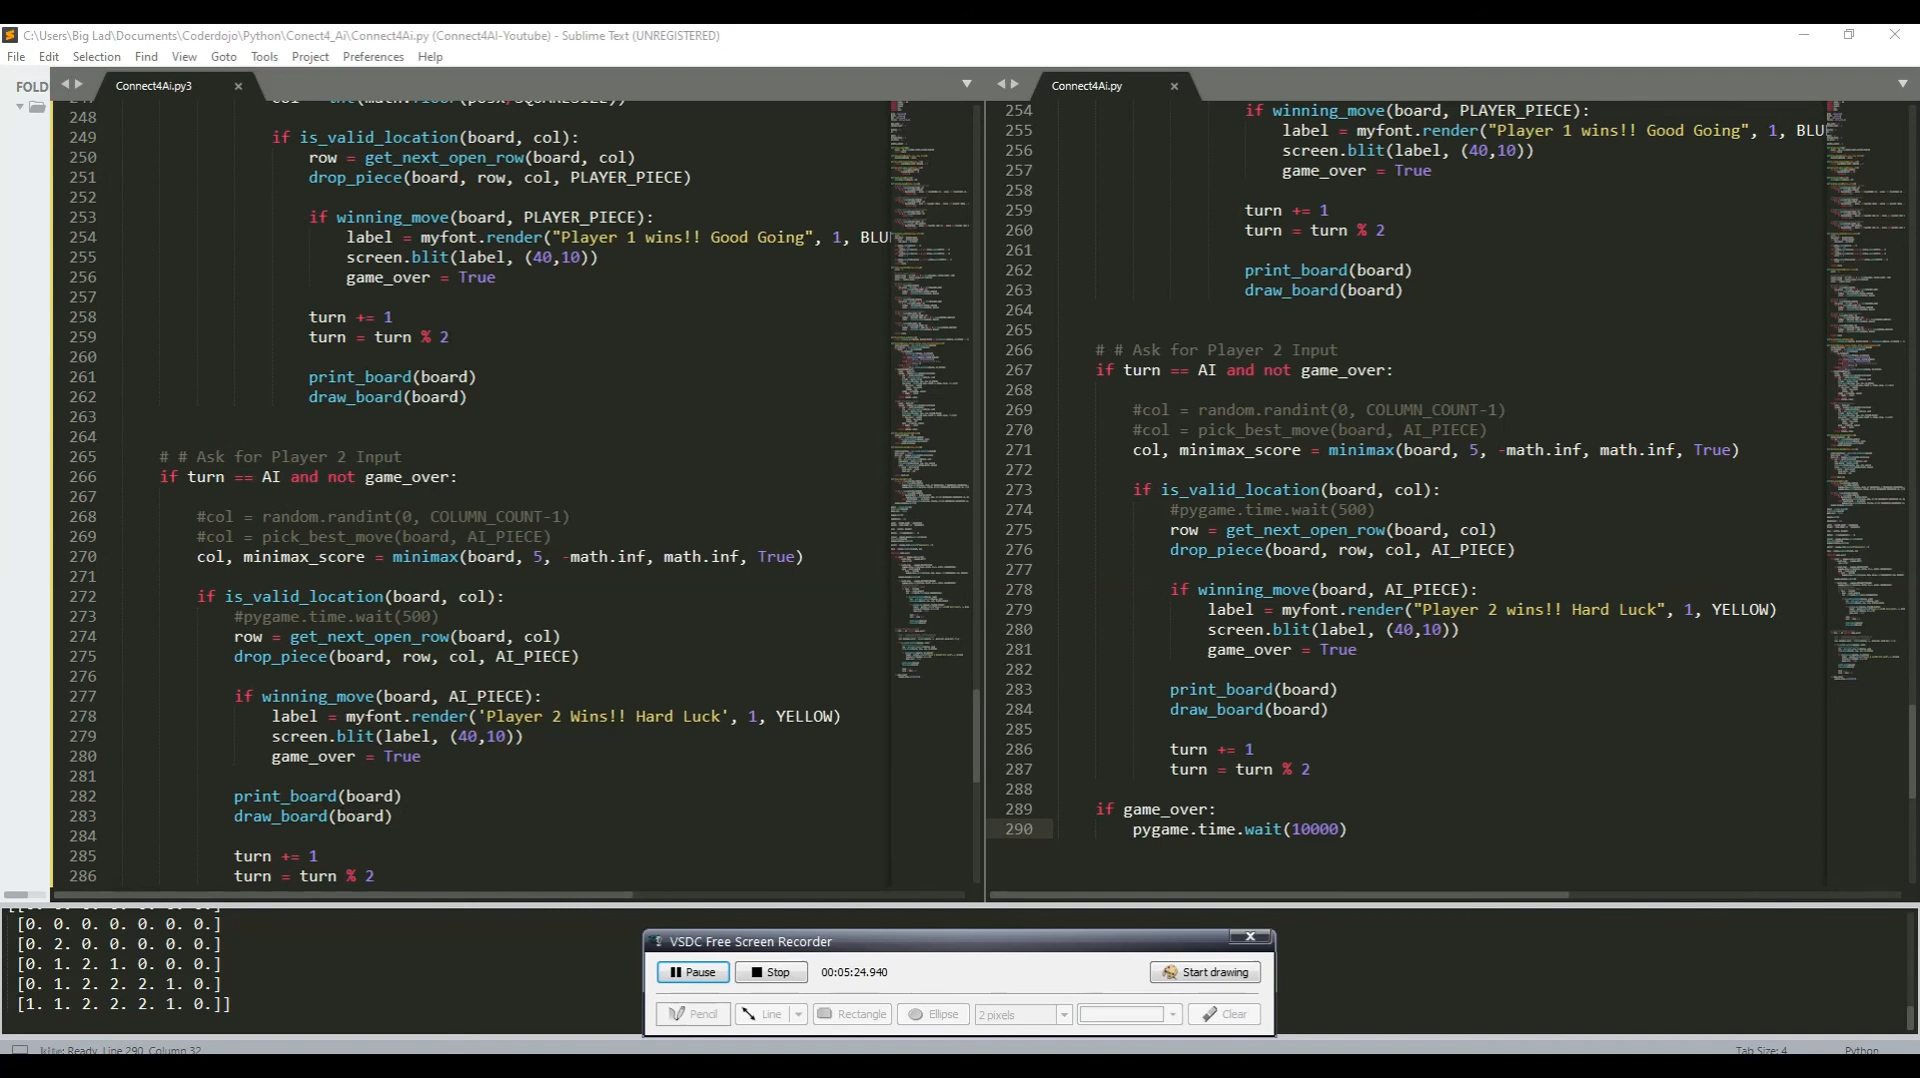 C:\Users\Big Lad\Documents\Coderdojo\Python\Conect4_Ai\Connect4Ai.py (Connect4AI-Youtube) - Sublime Text (UNREGISTERED)
File Edit Selection Find View Goto Tools Project Preferences Help
FOLD
Connect4Ai.py3
248
249 if is_valid_location(board, col):
250 row = get_next_open_row(board, col)
251 drop_piece(board, row, col, PLAYER_PIECE)
252
253 if winning_move(board, PLAYER_PIECE):
254 label = myfont.render("Player 1 wins!! Good Going", 1, BLU
255 screen.blit(label, (40,10))
256 game_over = True
257
258 turn += 1
259 turn = turn % 2
260
261 print_board(board)
262 draw_board(board)
263
264
265 # # Ask for Player 2 Input
266 if turn == AI and not game_over:
267
268 #col = random.randint(0, COLUMN_COUNT-1)
269 #col = pick_best_move(board, AI_PIECE)
270 col, minimax_score = minimax(board, 5, -math.inf, math.inf, True)
271
272 if is_valid_location(board, col):
273 #pygame.time.wait(500)
274 row = get_next_open_row(board, col)
275 drop_piece(board, row, col, AI_PIECE)
276
277 if winning_move(board, AI_PIECE):
278 label = myfont.render('Player 2 Wins!! Hard Luck', 1, YELLOW)
279 screen.blit(label, (40,10))
280 game_over = True
281
282 print_board(board)
283 draw_board(board)
284
285 turn += 1
286 turn = turn % 2
Connect4Ai.py
254 if winning_move(board, PLAYER_PIECE):
255 label = myfont.render("Player 1 wins!! Good Going", 1, BLU
256 screen.blit(label, (40,10))
257 game_over = True
258
259 turn += 1
260 turn = turn % 2
261
262 print_board(board)
263 draw_board(board)
264
265
266 # # Ask for Player 2 Input
267 if turn == AI and not game_over:
268
269 #col = random.randint(0, COLUMN_COUNT-1)
270 #col = pick_best_move(board, AI_PIECE)
271 col, minimax_score = minimax(board, 5, -math.inf, math.inf, True)
272
273 if is_valid_location(board, col):
274 #pygame.time.wait(500)
275 row = get_next_open_row(board, col)
276 drop_piece(board, row, col, AI_PIECE)
277
278 if winning_move(board, AI_PIECE):
279 label = myfont.render("Player 2 wins!! Hard Luck", 1, YELLOW)
280 screen.blit(label, (40,10))
281 game_over = True
282
283 print_board(board)
284 draw_board(board)
285
286 turn += 1
287 turn = turn % 2
288
289 if game_over:
290 pygame.time.wait(10000)
[0. 0. 0. 0. 0. 0. 0.]
[0. 2. 0. 0. 0. 0. 0.]
[0. 1. 2. 1. 0. 0. 0.]
[0. 1. 2. 2. 2. 1. 0.]
[1. 1. 2. 2. 2. 1. 0.]]
VSDC Free Screen Recorder
Pause Stop 00:05:24.940 Start drawing
Pencil Line Rectangle Ellipse 2 pixels Clear
kite: Ready, Line 290, Column 32 Tab Size: 4 Python